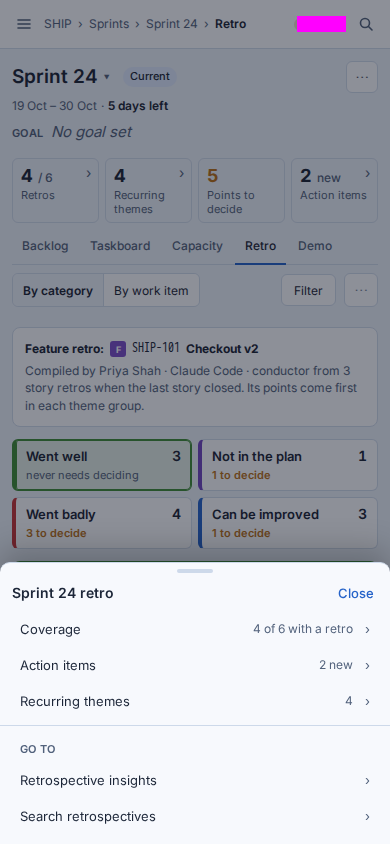 SHIP › Sprints › Sprint 24 › Retro
Sprint 24 ▾ Current ···
19 Oct – 30 Oct · 5 days left
GOAL No goal set
4 / 6 › 4 › 5 2 new ›
Retros Recurring themes Points to decide Action items
Backlog Taskboard Capacity Retro Demo
By category By work item Filter ···
Feature retro: F SHIP-101 Checkout v2
Compiled by Priya Shah · Claude Code · conductor from 3
story retros when the last story closed. Its points come first
in each theme group.
Went well 3
never needs deciding
Not in the plan 1
1 to decide
Went badly 4
3 to decide
Can be improved 3
1 to decide
Sprint 24 retro Close
Coverage 4 of 6 with a retro ›
Action items 2 new ›
Recurring themes 4 ›
GO TO
Retrospective insights ›
Search retrospectives ›